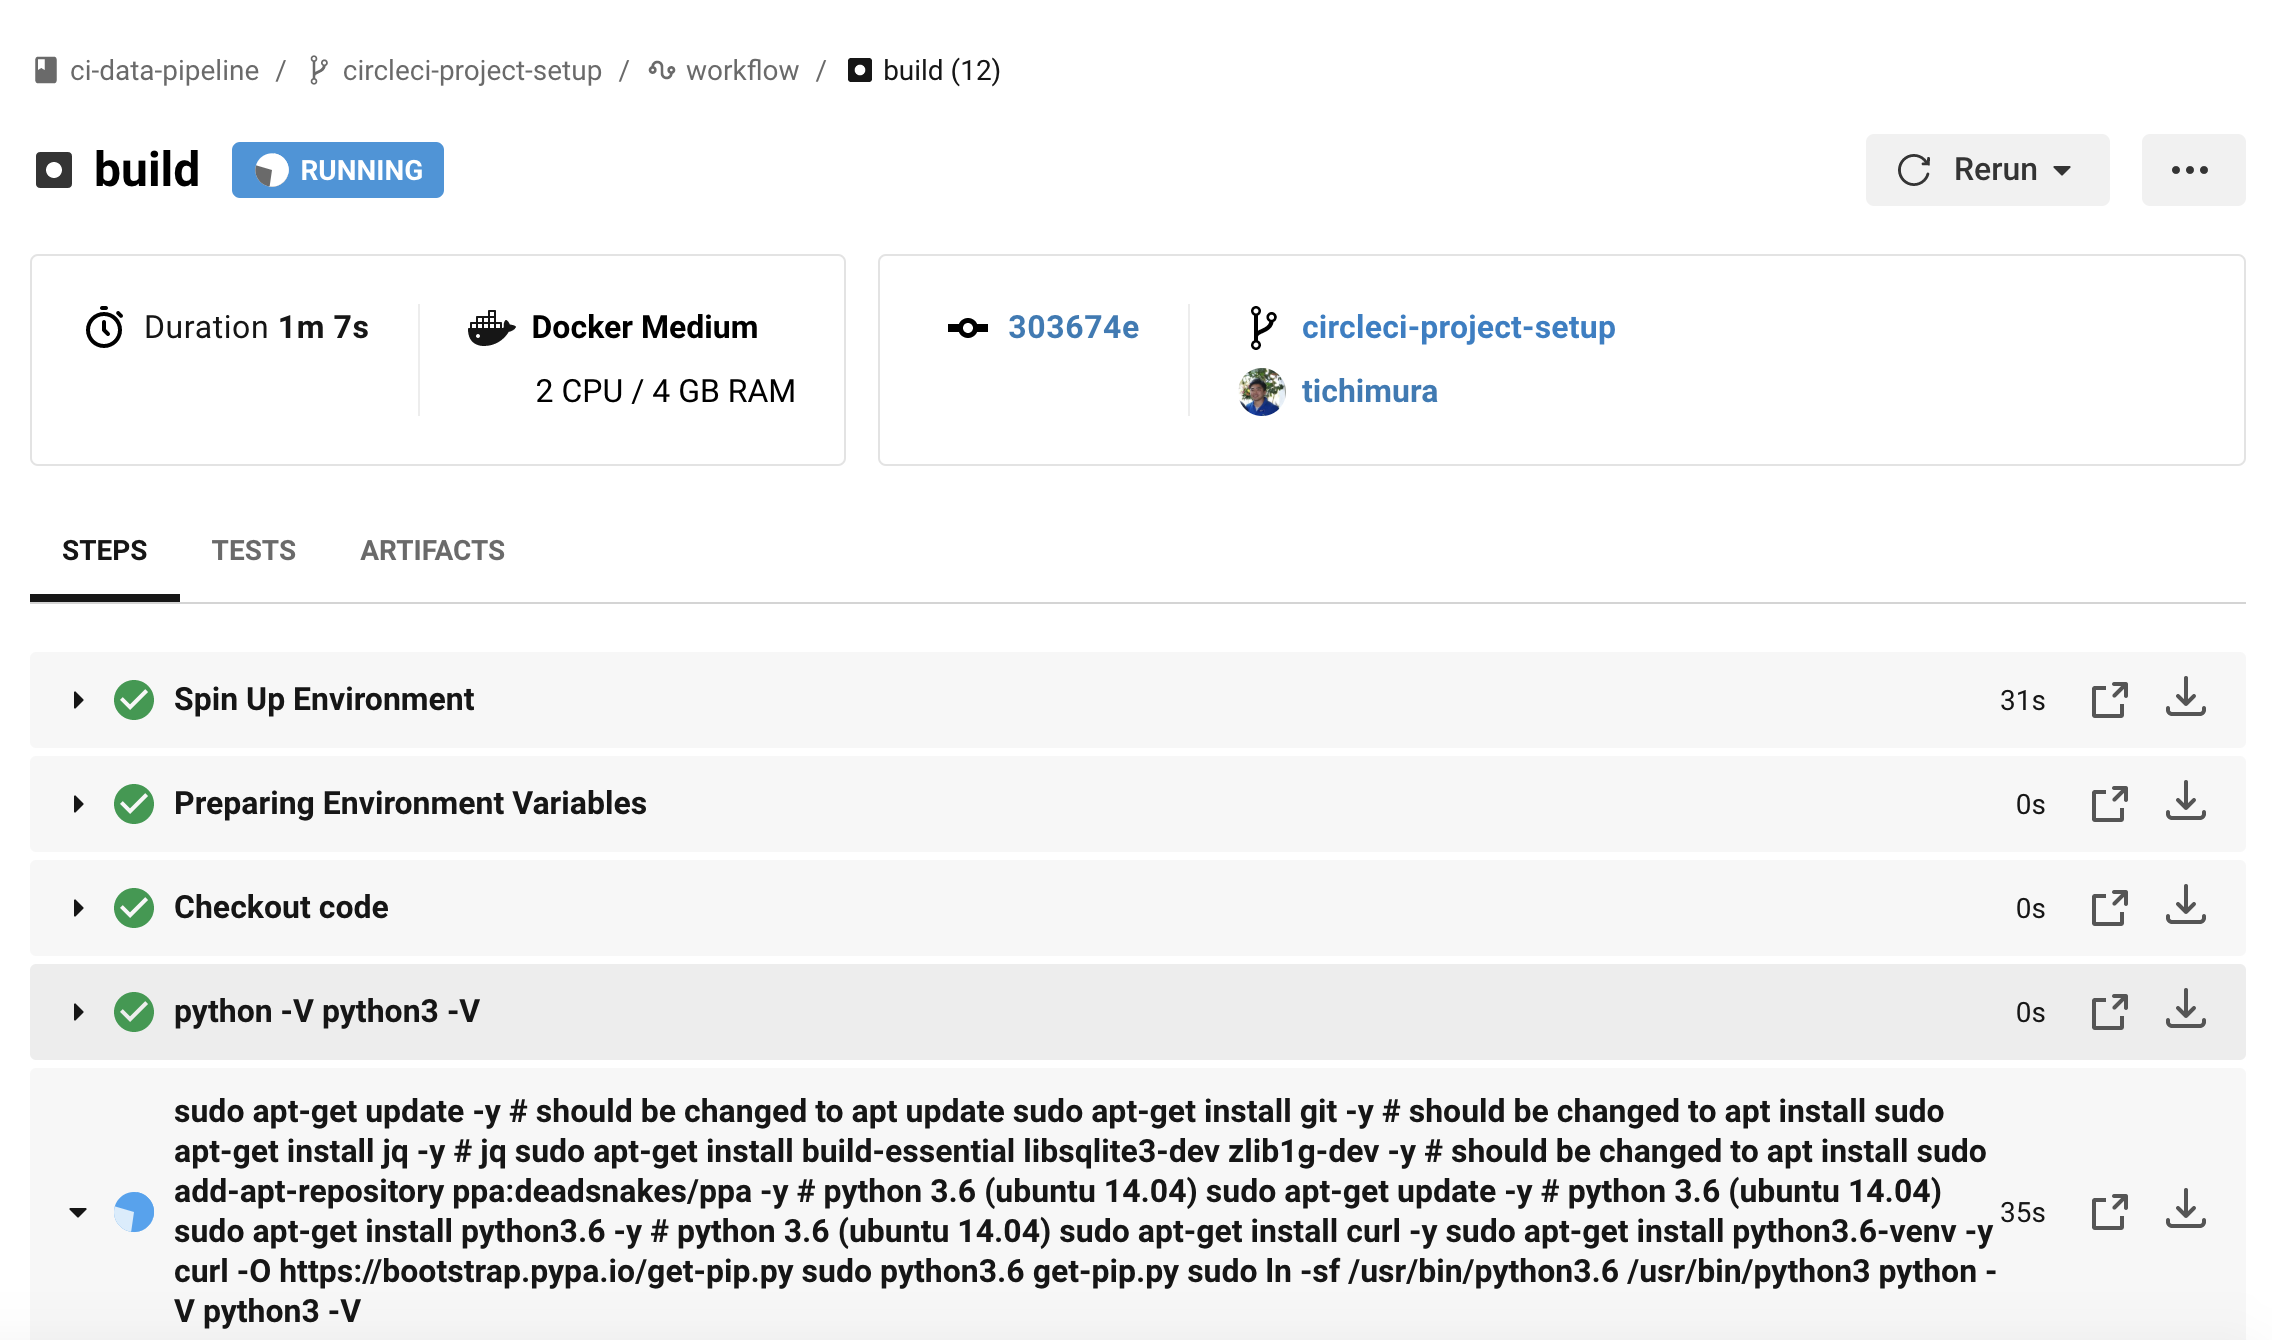 ci-data-pipeline / circleci-project-setup / workflow / build (12)
build RUNNING Rerun
Duration 1m 7s Docker Medium
2 CPU / 4 GB RAM
303674e circleci-project-setup
tichimura
STEPS TESTS ARTIFACTS
Spin Up Environment 31s
Preparing Environment Variables 0s
Checkout code 0s
python -V python3 -V 0s
sudo apt-get update -y # should be changed to apt update sudo apt-get install git -y # should be changed to apt install sudo
apt-get install jq -y # jq sudo apt-get install build-essential libsqlite3-dev zlib1g-dev -y # should be changed to apt install sudo
add-apt-repository ppa:deadsnakes/ppa -y # python 3.6 (ubuntu 14.04) sudo apt-get update -y # python 3.6 (ubuntu 14.04)
sudo apt-get install python3.6 -y # python 3.6 (ubuntu 14.04) sudo apt-get install curl -y sudo apt-get install python3.6-venv -y
curl -O https://bootstrap.pypa.io/get-pip.py sudo python3.6 get-pip.py sudo ln -sf /usr/bin/python3.6 /usr/bin/python3 python -
V python3 -V
35s